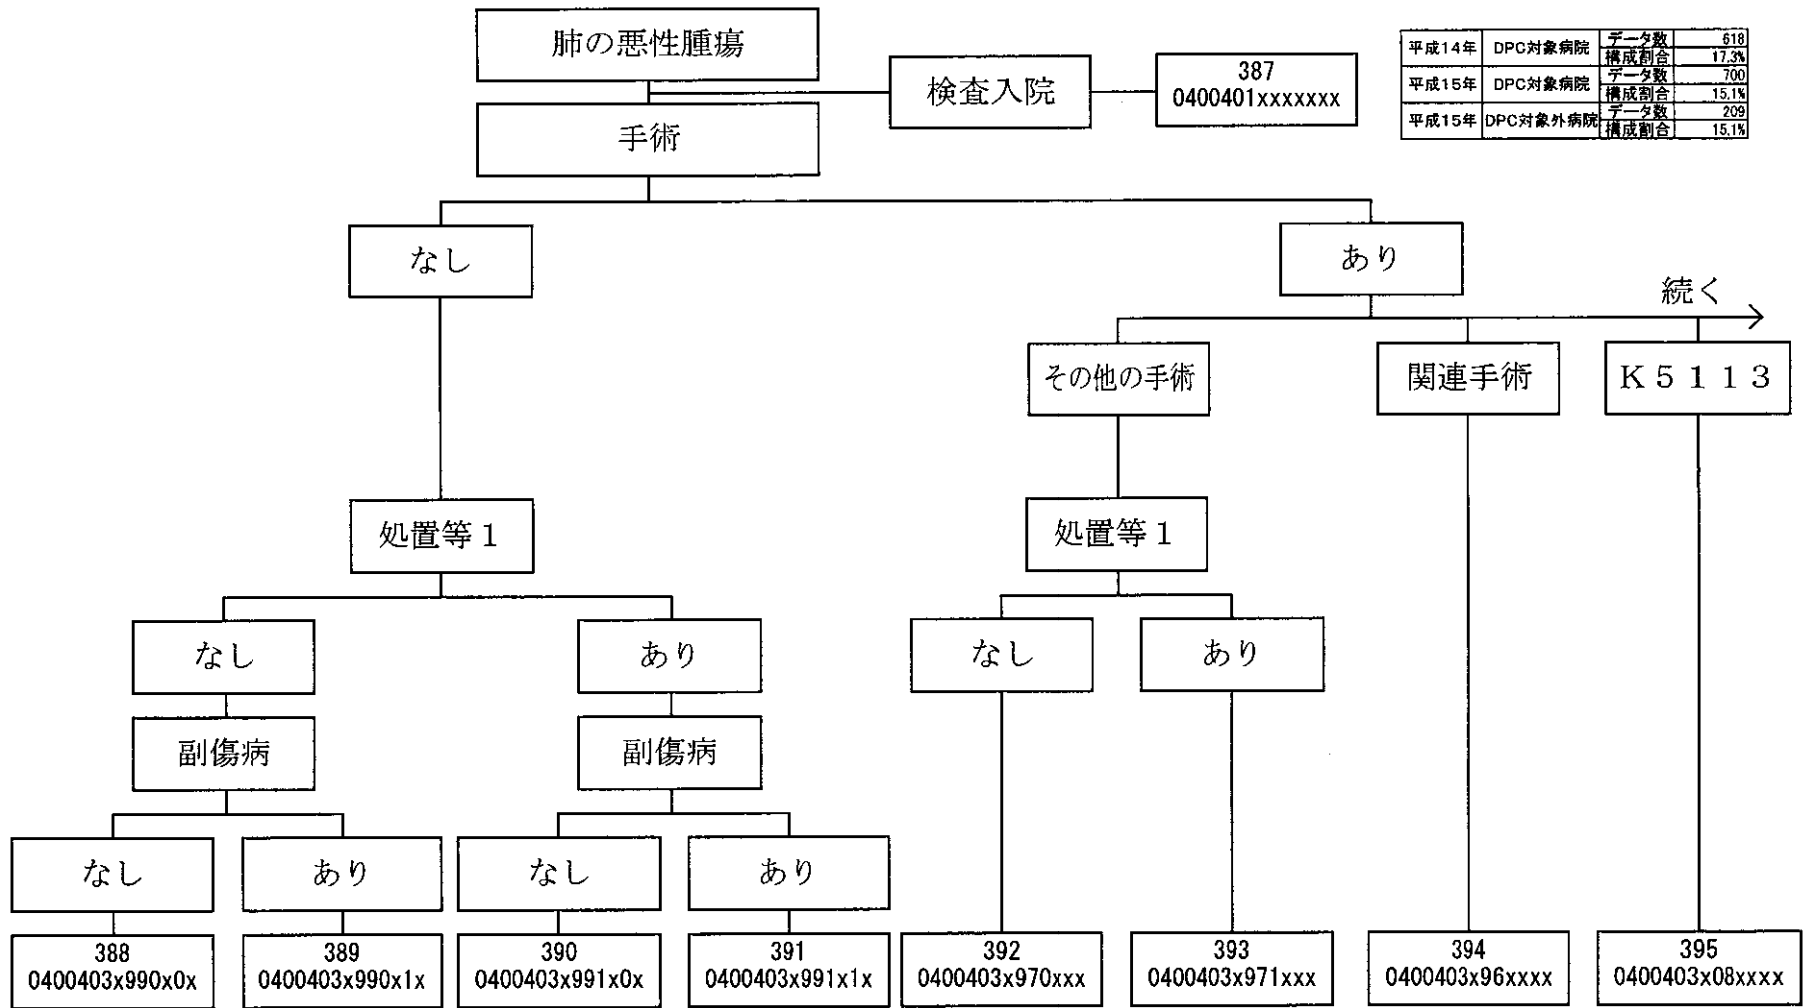 肺の悪性腫瘍
検査入院
387
0400401xxxxxxx
平成14年 DPC対象病院 データ数 618
構成割合 17.3%
平成15年 DPC対象病院 データ数 700
構成割合 15.1%
平成15年 DPC対象外病院 データ数 209
構成割合 15.1%
手術
なし
あり
続く
その他の手術
関連手術
K5113
処置等1
処置等1
なし
あり
なし
あり
副傷病
副傷病
なし
あり
なし
あり
388
0400403x990x0x
389
0400403x990x1x
390
0400403x991x0x
391
0400403x991x1x
392
0400403x970xxx
393
0400403x971xxx
394
0400403x96xxxx
395
0400403x08xxxx